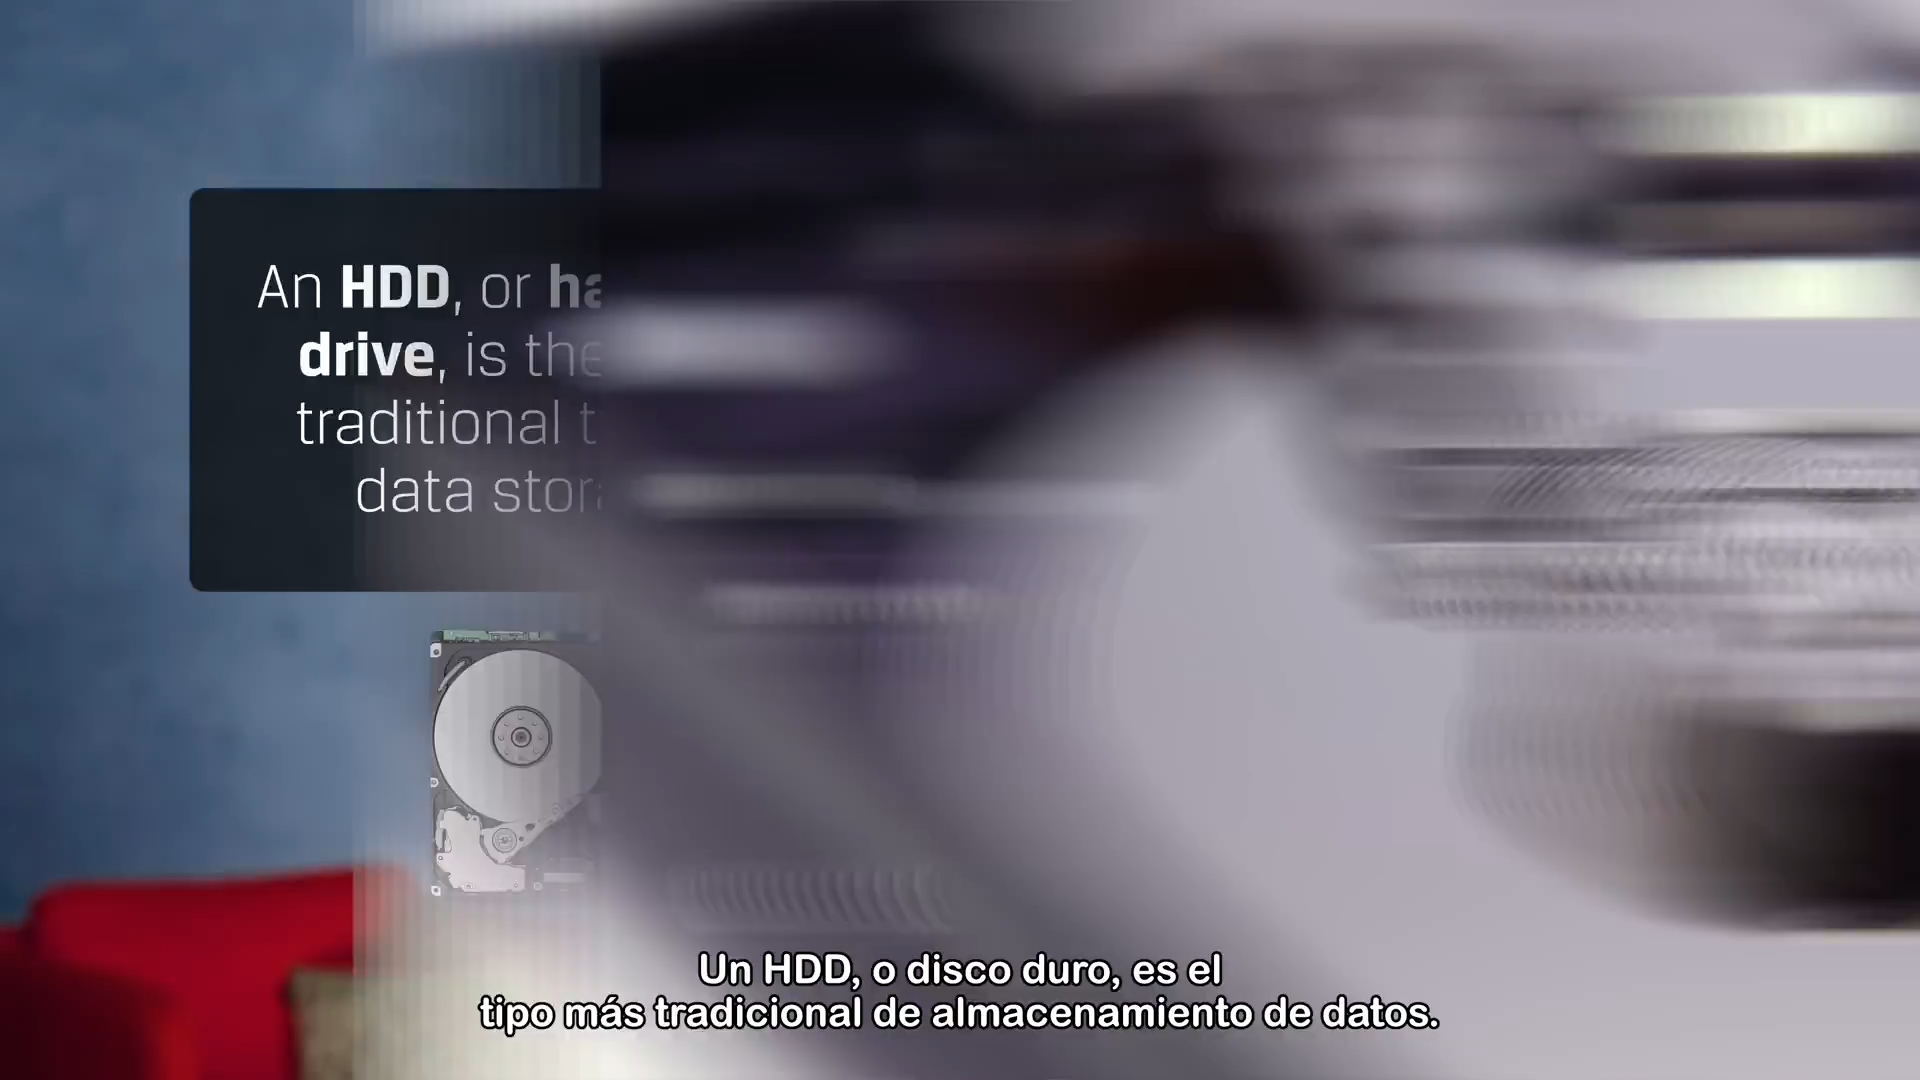 An HDD, or ha
drive, is the
traditional t
data stor
Un HDD, o disco duro, es el
tipo más tradicional de almacenamiento de datos.